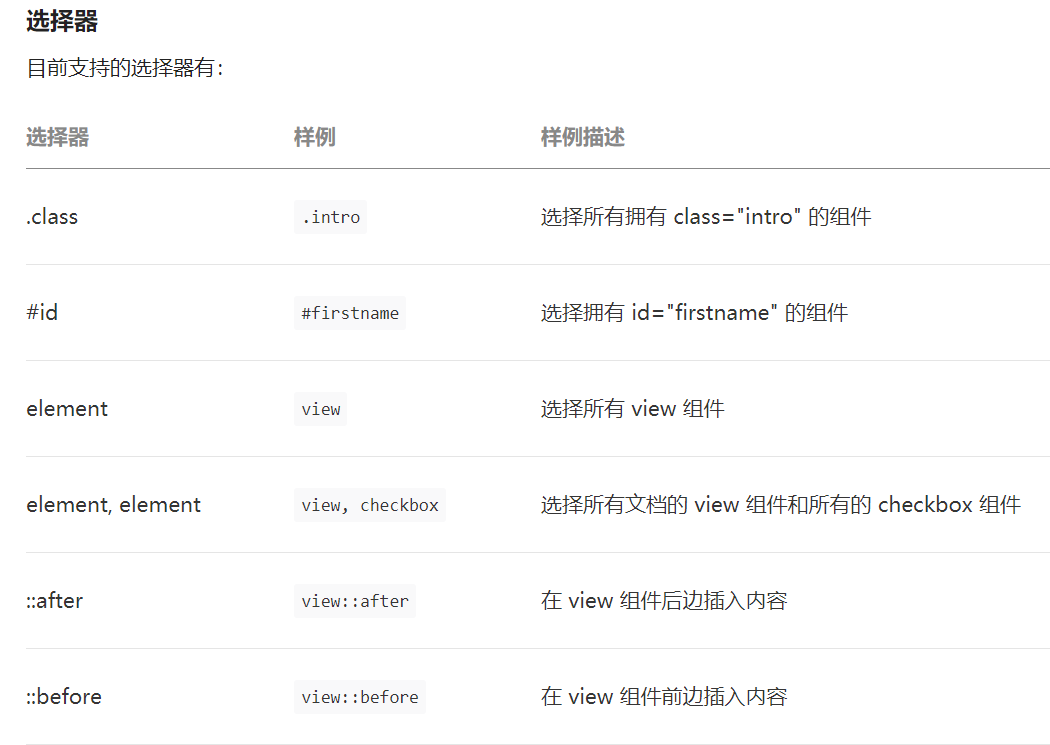 选择器
目前支持的选择器有：
选择器 样例 样例描述
.class .intro 选择所有拥有 class="intro" 的组件
#id #firstname 选择拥有 id="firstname" 的组件
element view 选择所有 view 组件
element, element view, checkbox 选择所有文档的 view 组件和所有的 checkbox 组件
::after view::after 在 view 组件后边插入内容
::before view::before 在 view 组件前边插入内容